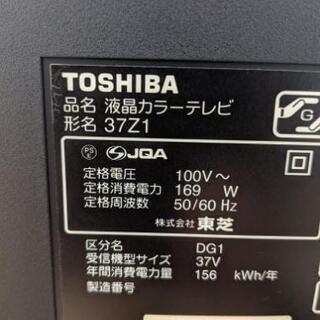 TOSHIBA
品名 液晶カラーテレビ
形名 37Z1
G
PS E JQA
定格電圧 100V～
定格消費電力 169 W
定格周波数 50/60 Hz
株式会社 東芝
区分名 DG1
受信機型サイズ 37V
年間消費電力量 156 kWh/年
製造番号